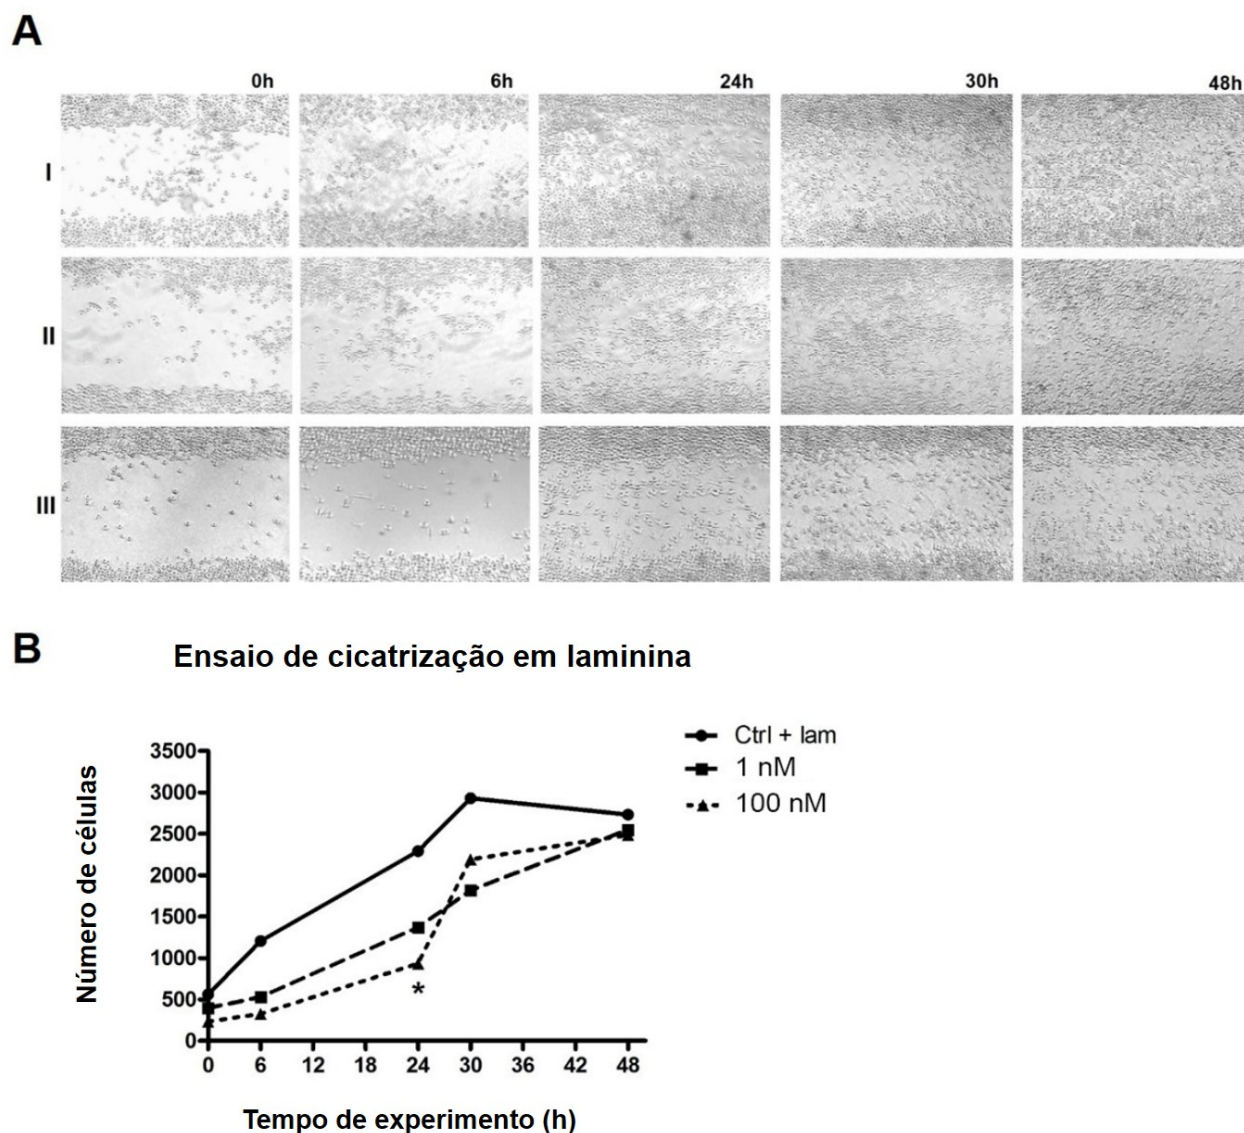 A
0h 6h 24h 30h 48h
I
II
III
B
Ensaio de cicatrização em laminina
Ctrl + lam
1 nM
100 nM
Número de células
3500
3000
2500
2000
1500
1000
500
0
*
0 6 12 18 24 30 36 42 48
Tempo de experimento (h)